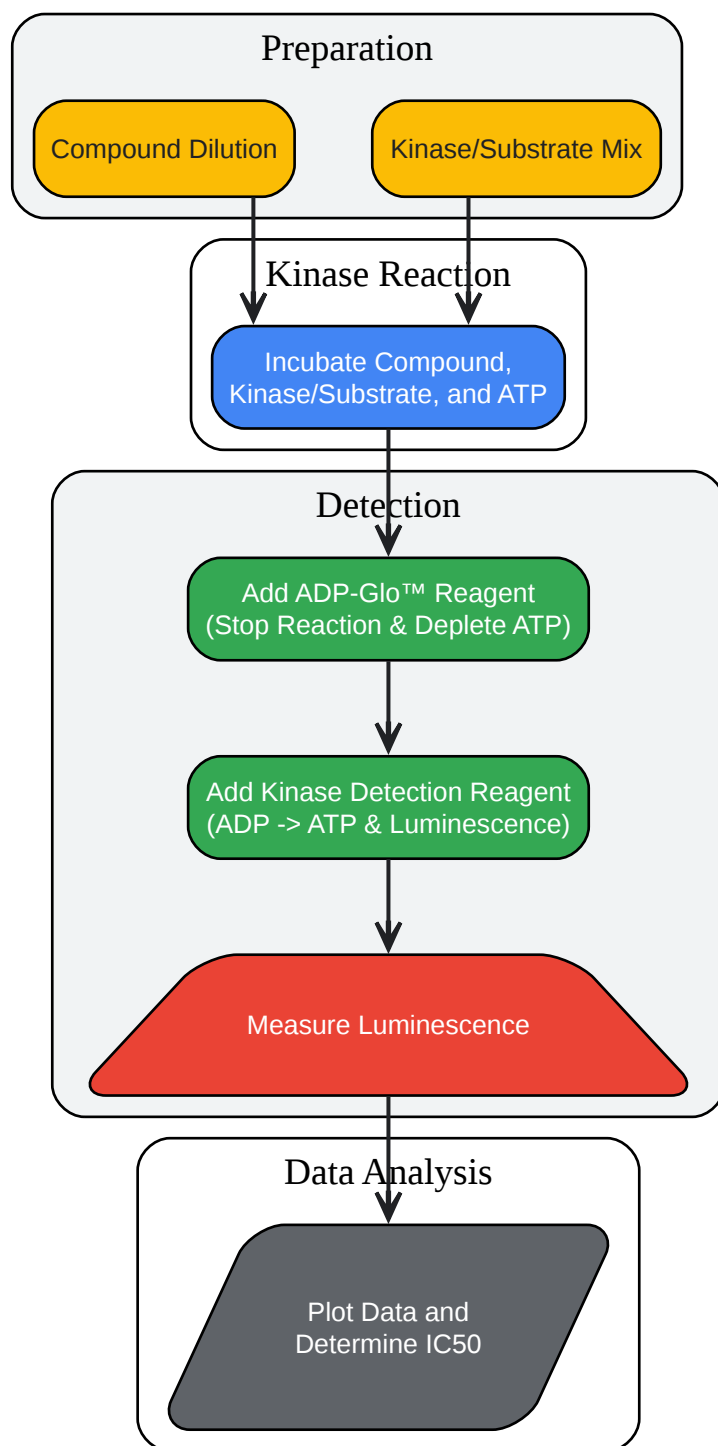 Preparation
Compound Dilution
Kinase/Substrate Mix
Kinase Reaction
Incubate Compound,
Kinase/Substrate, and ATP
Detection
Add ADP-Glo™ Reagent
(Stop Reaction & Deplete ATP)
Add Kinase Detection Reagent
(ADP -> ATP & Luminescence)
Measure Luminescence
Data Analysis
Plot Data and
Determine IC50